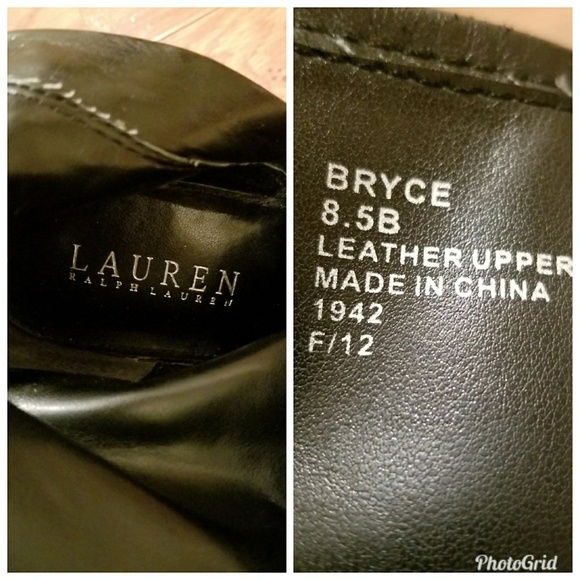 LAUREN
RALPH LAUREN
BRYCE
8.5B
LEATHER UPPER
MADE IN CHINA
1942
F/12
PhotoGrid